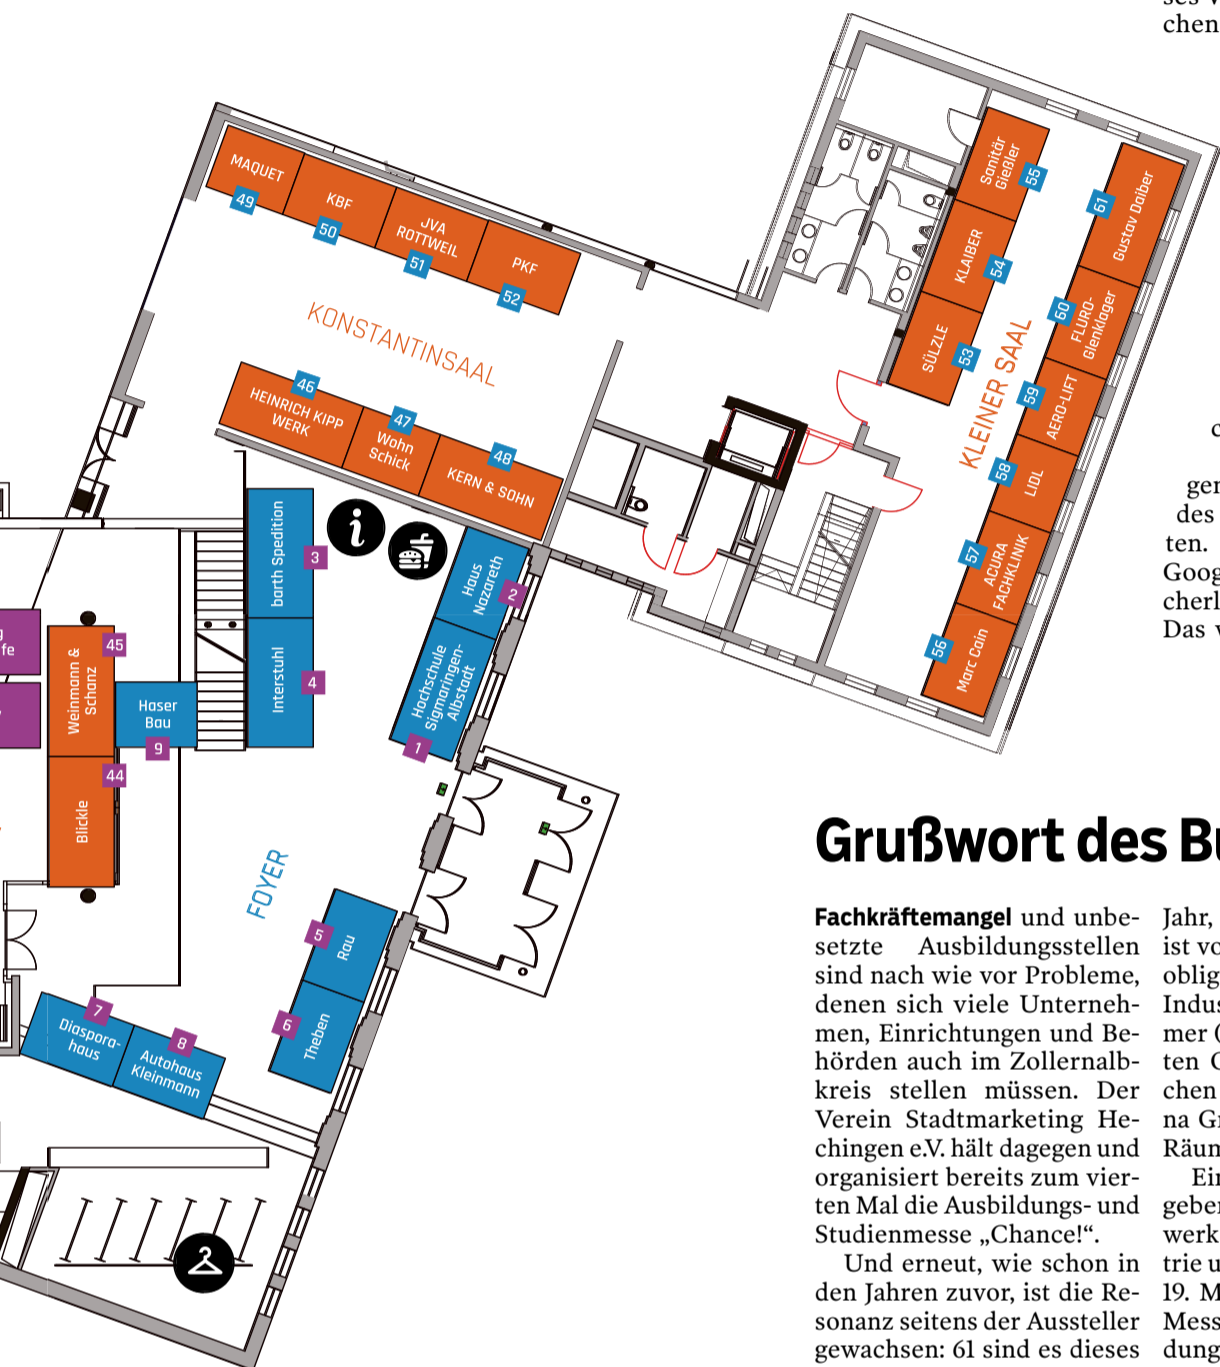 chen
MAQUET
49
KBF
50
JVA
ROTTWEIL
51
PKF
52
KONSTANTINSAAL
46
HEINRICH KIPP
WERK
47
Wohn
Schick
48
KERN & SOHN
Sanitär
Gießler
55
KLAIBER
54
SÜLZLE
53
KLEINER SAAL
61
Gustav Daiber
60
FLURO-
Glenklager
59
AERO-LIFT
58
LIDL
57
ACURA
FACHKLINIK
56
Marc Cain
des
ten.
Goog
cherl
Das v
barth Spedition
3
Interstuhl
4
i
Haus
Nazareth
2
Hochschule
Sigmaringen-
Albstadt
1
fe
Weinmann &
Schanz
45
Haser
Bau
9
Blickle
44
FOYER
5
Rau
6
Theben
7
Diaspora-
haus
8
Autohaus
Kleinmann
Grußwort des Bu
Fachkräftemangel und unbe-
setzte Ausbildungsstellen
sind nach wie vor Probleme,
denen sich viele Unterneh-
men, Einrichtungen und Be-
hörden auch im Zollernalb-
kreis stellen müssen. Der
Verein Stadtmarketing He-
chingen e.V. hält dagegen und
organisiert bereits zum vier-
ten Mal die Ausbildungs- und
Studienmesse „Chance!“.
Und erneut, wie schon in
den Jahren zuvor, ist die Re-
sonanz seitens der Aussteller
gewachsen: 61 sind es dieses
Jahr,
ist vo
oblig
Indus
mer (
ten G
chen
na Gr
Räum
Ein
geber
werk
trie u
19. M
Mess
dung